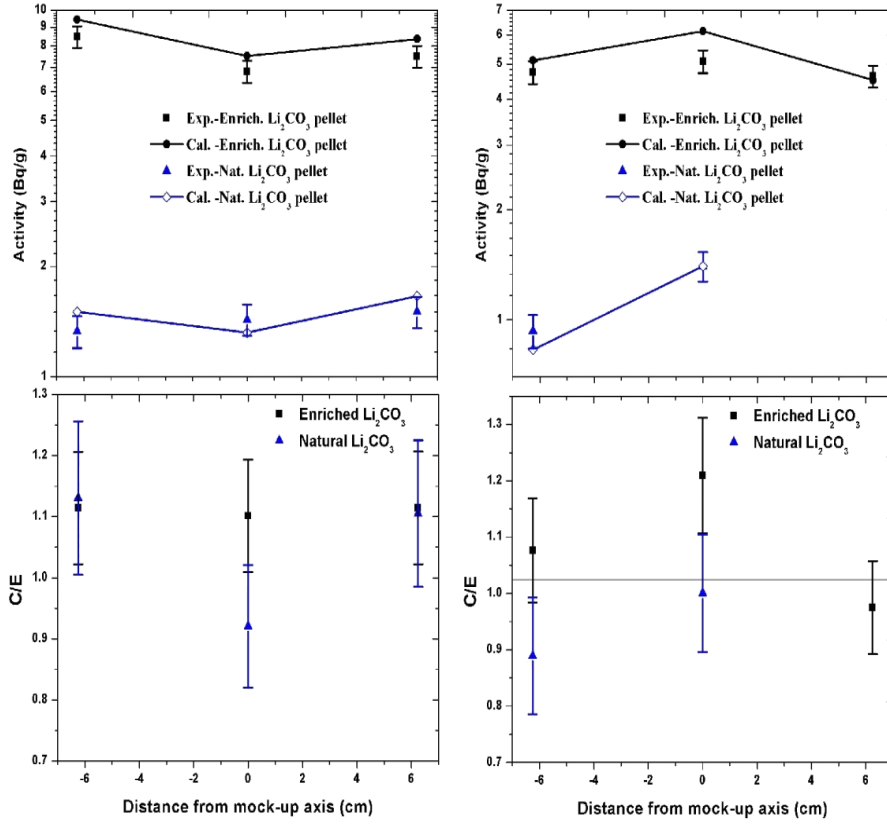 10
9
8
7
6
5
4
3
2
1
Activity (Bq/g)
Exp.-Enrich. Li₂CO₃ pellet
Cal. -Enrich. Li₂CO₃ pellet
Exp.-Nat. Li₂CO₃ pellet
Cal. -Nat. Li₂CO₃ pellet
7
6
5
4
3
2
1
Activity (Bq/g)
Exp.-Enrich. Li₂CO₃ pellet
Cal. -Enrich. Li₂CO₃ pellet
Exp.-Nat. Li₂CO₃ pellet
Cal. -Nat. Li₂CO₃ pellet
1.3
1.2
1.1
1.0
0.9
0.8
0.7
C/E
Enriched Li₂CO₃
Natural Li₂CO₃
-6 -4 -2 0 2 4 6
Distance from mock-up axis (cm)
1.3
1.2
1.1
1.0
0.9
0.8
0.7
C/E
Enriched Li₂CO₃
Natural Li₂CO₃
-6 -4 -2 0 2 4 6
Distance from mock-up axis (cm)